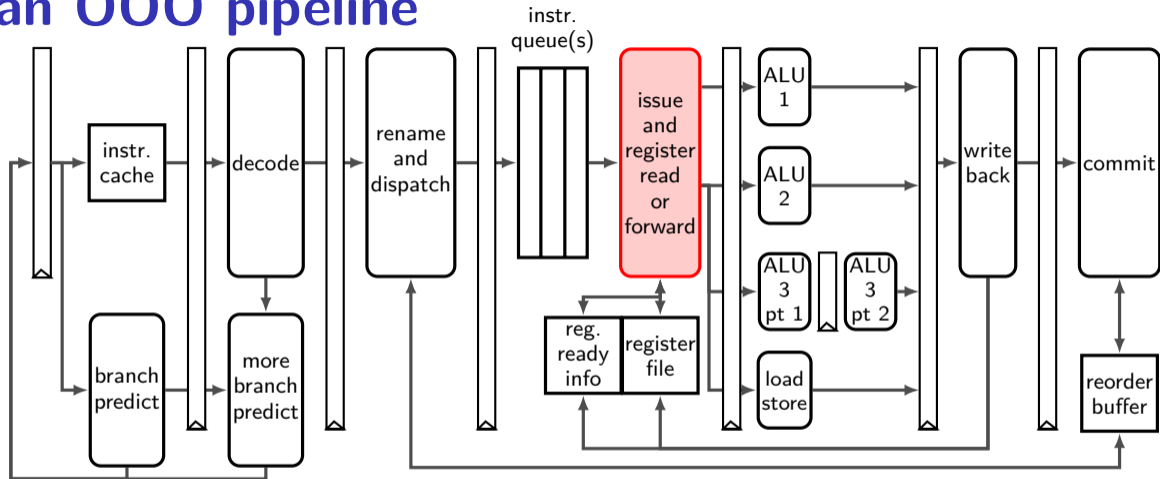 an OOO pipeline
instr.
queue(s)
instr.
cache
decode
rename
and
dispatch
issue
and
register
read
or
forward
ALU
1
ALU
2
ALU
3
pt 1
ALU
3
pt 2
load
store
write
back
commit
branch
predict
more
branch
predict
reg.
ready
info
register
file
reorder
buffer